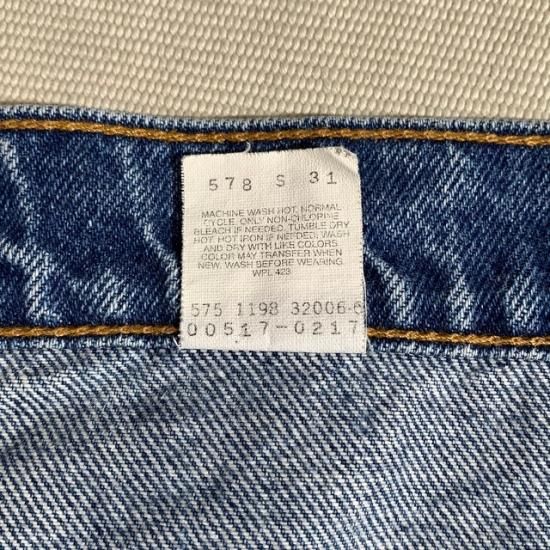 578 S 31
MACHINE WASH HOT, NORMAL
CYCLE. ONLY NON-CHLORINE
BLEACH IF NEEDED. TUMBLE DRY
HOT. HOT IRON IF NEEDED. WASH
AND DRY WITH LIKE COLORS.
COLOR MAY TRANSFER WHEN
NEW. WASH BEFORE WEARING.
WPL 423
575 1198 32006-6
00517-0217